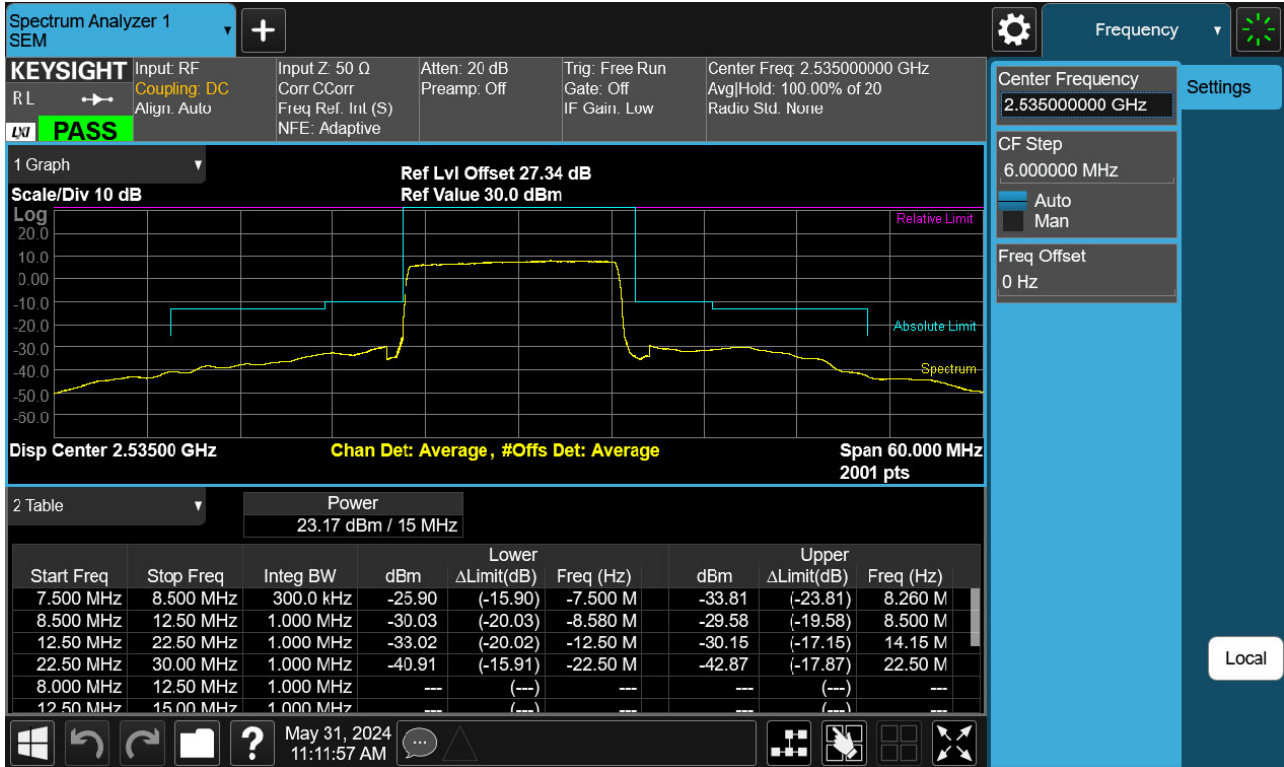 Spectrum Analyzer 1
SEM
+
Frequency
KEYSIGHT
R L
LXI
PASS
Input: RF
Coupling: DC
Align: Auto
Input Z: 50 Ω
Corr CCorr
Freq Ref: Int (S)
NFE: Adaptive
Atten: 20 dB
Preamp: Off
Trig: Free Run
Gate: Off
IF Gain: Low
Center Freq: 2.535000000 GHz
Avg|Hold: 100.00% of 20
Radio Std: None
Center Frequency
2.535000000 GHz
Settings
CF Step
6.000000 MHz
Auto
Man
Freq Offset
0 Hz
1 Graph
Scale/Div 10 dB
Ref Lvl Offset 27.34 dB
Ref Value 30.0 dBm
Log
20.0
10.0
0.00
-10.0
-20.0
-30.0
-40.0
-50.0
-60.0
Relative Limit
Absolute Limit
Spectrum
Disp Center 2.53500 GHz
Chan Det: Average , #Offs Det: Average
Span 60.000 MHz
2001 pts
2 Table
Power
23.17 dBm / 15 MHz
Lower Upper
Start Freq Stop Freq Integ BW dBm ΔLimit(dB) Freq (Hz) dBm ΔLimit(dB) Freq (Hz)
7.500 MHz 8.500 MHz 300.0 kHz -25.90 (-15.90) -7.500 M -33.81 (-23.81) 8.260 M
8.500 MHz 12.50 MHz 1.000 MHz -30.03 (-20.03) -8.580 M -29.58 (-19.58) 8.500 M
12.50 MHz 22.50 MHz 1.000 MHz -33.02 (-20.02) -12.50 M -30.15 (-17.15) 14.15 M
22.50 MHz 30.00 MHz 1.000 MHz -40.91 (-15.91) -22.50 M -42.87 (-17.87) 22.50 M
8.000 MHz 12.50 MHz 1.000 MHz --- (---) --- --- (---) ---
12.50 MHz 15.00 MHz 1.000 MHz --- (---) --- --- (---) ---
Local
?
May 31, 2024
11:11:57 AM